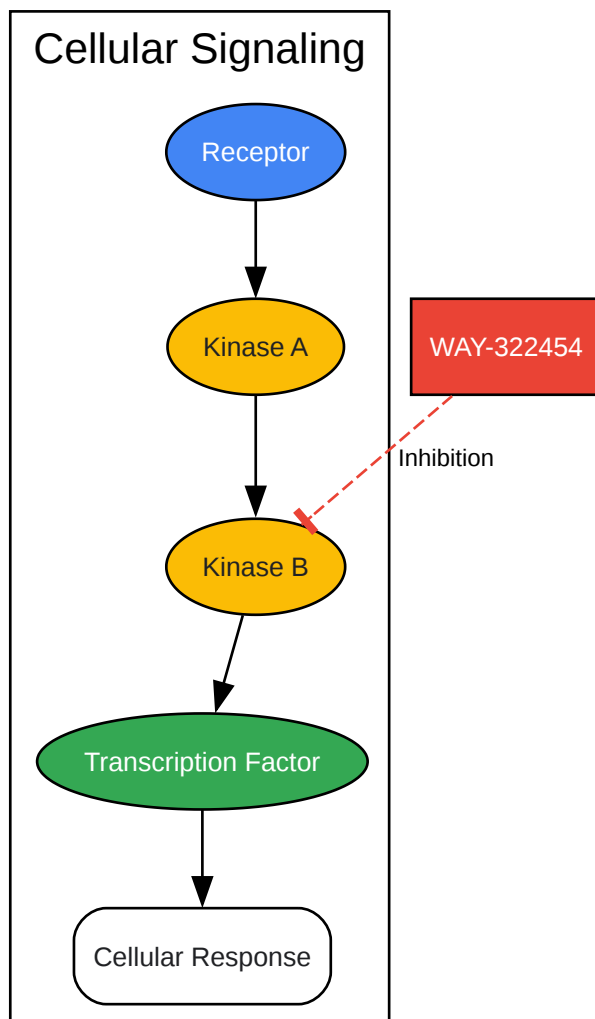 Cellular Signaling
Receptor
Kinase A
WAY-322454
Inhibition
Kinase B
Transcription Factor
Cellular Response